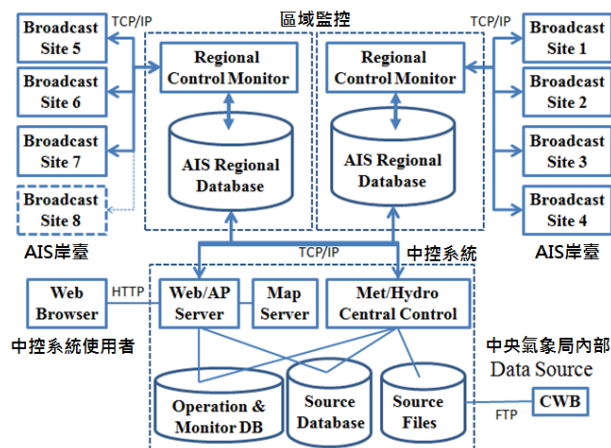 TCP/IP
區域監控
TCP/IP
Broadcast
Site 5
Broadcast
Site 6
Broadcast
Site 7
Broadcast
Site 8
AIS岸臺
Regional
Control Monitor
AIS Regional
Database
Regional
Control Monitor
AIS Regional
Database
Broadcast
Site 1
Broadcast
Site 2
Broadcast
Site 3
Broadcast
Site 4
AIS岸臺
TCP/IP
中控系統
Web
Browser
HTTP
Web/AP
Server
Map
Server
Met/Hydro
Central Control
中控系統使用者
中央氣象局內部
Data Source
Operation &
Monitor DB
Source
Database
Source
Files
FTP
CWB